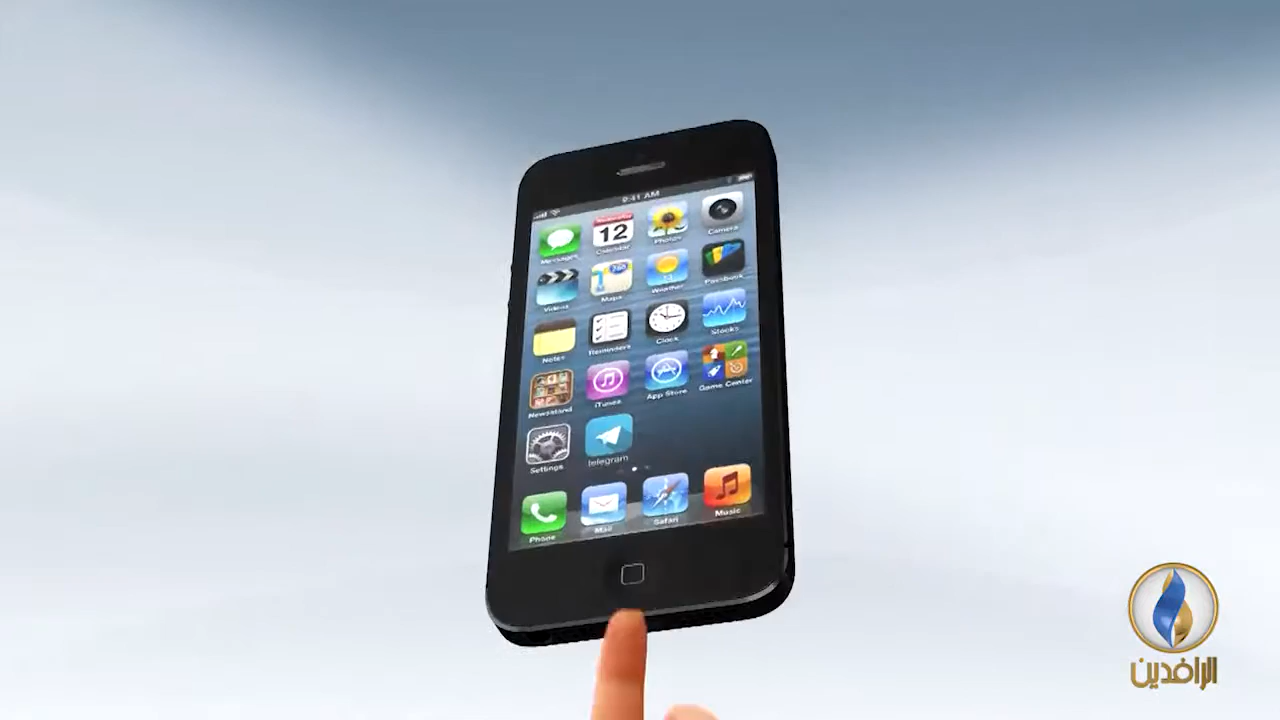 9:41 AM
Messages
12
Calendar
Photos
Camera
Videos
Maps
Weather
Passbook
Notes
Reminders
Clock
Stocks
Newsstand
iTunes
App Store
Game Center
Settings
telegram
Phone
Mail
Safari
Music
الرافدين